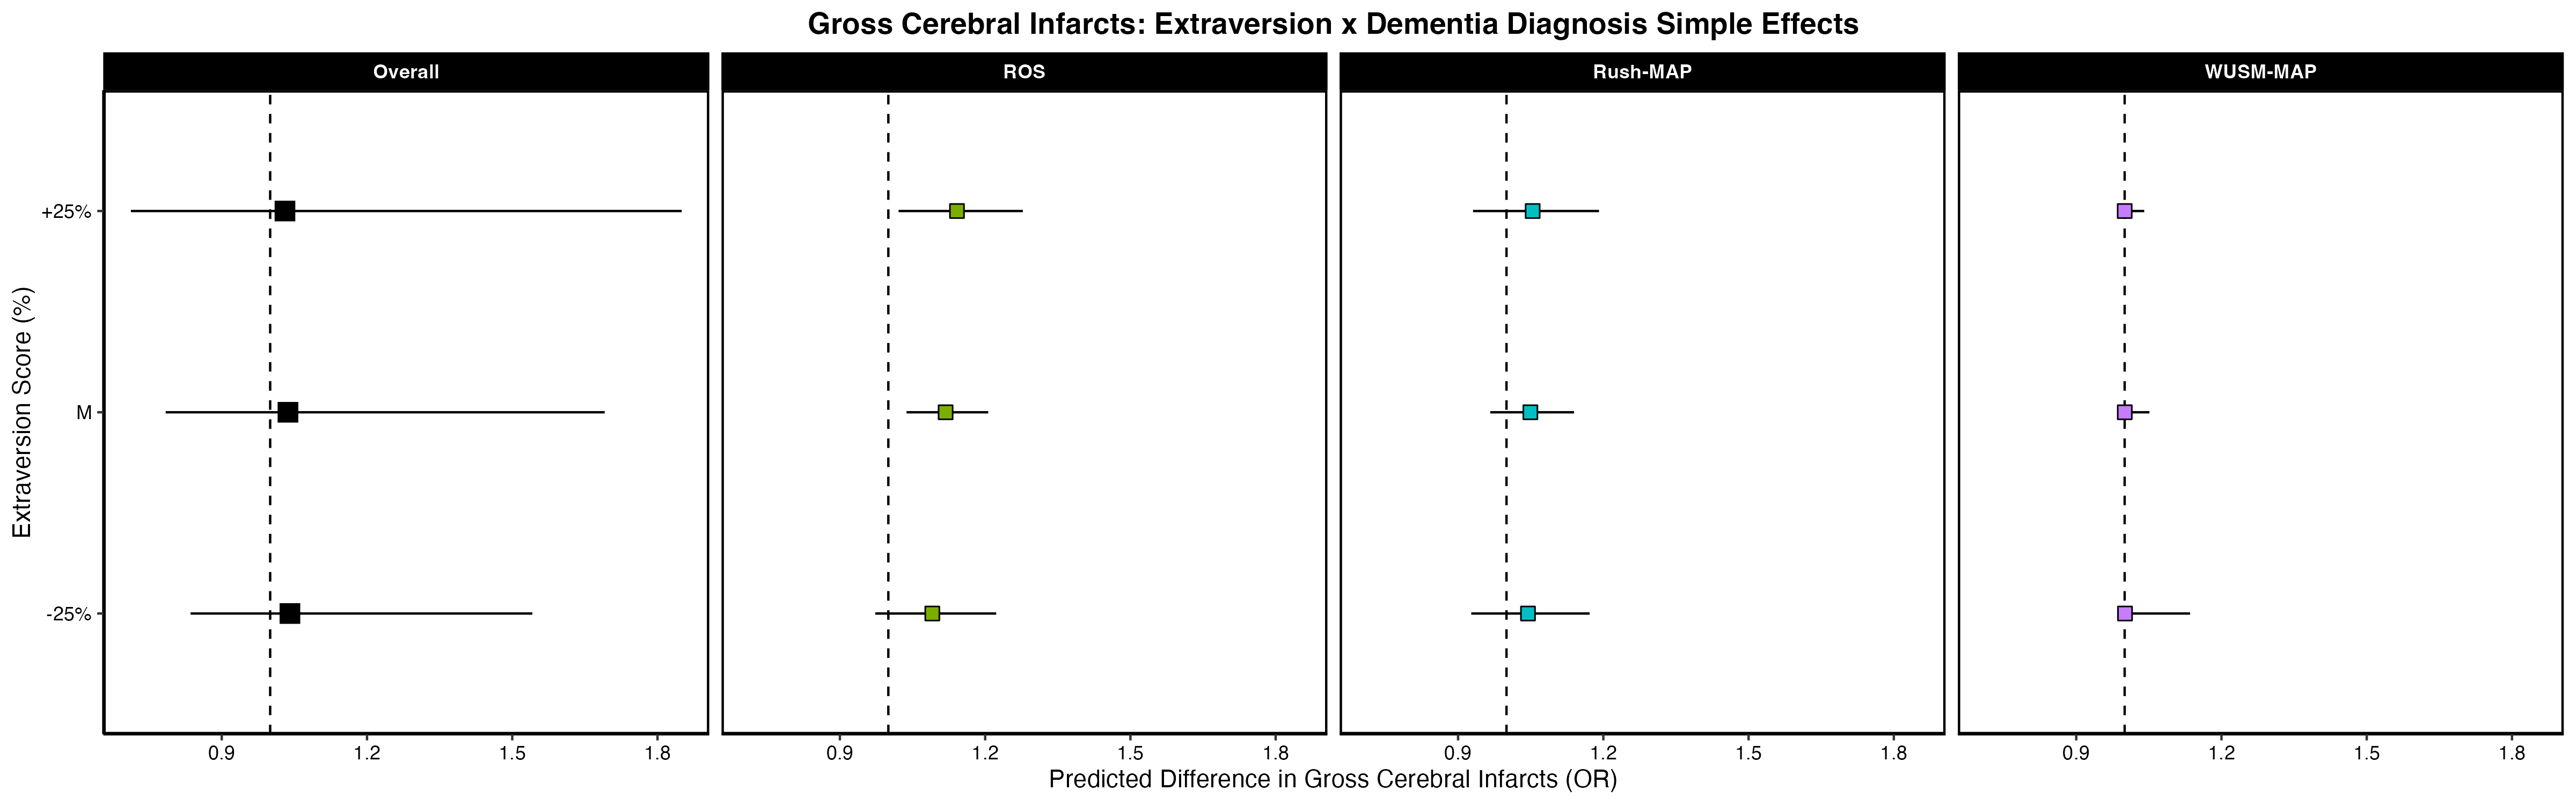 Gross Cerebral Infarcts: Extraversion x Dementia Diagnosis Simple Effects
Overall
ROS
Rush-MAP
WUSM-MAP
Extraversion Score (%)
+25%
M
-25%
0.9 1.2 1.5 1.8
0.9 1.2 1.5 1.8
0.9 1.2 1.5 1.8
0.9 1.2 1.5 1.8
Predicted Difference in Gross Cerebral Infarcts (OR)